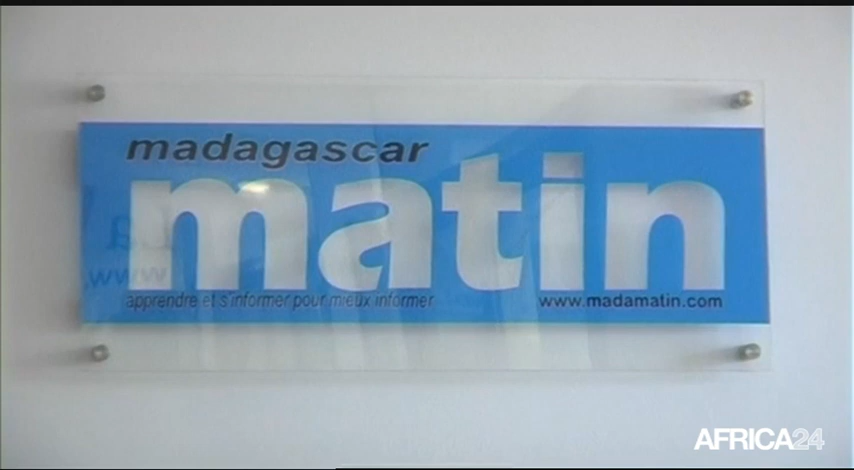 madagascar
matin
apprendre et s'informer pour mieux informer
www.madamatin.com
AFRICA24